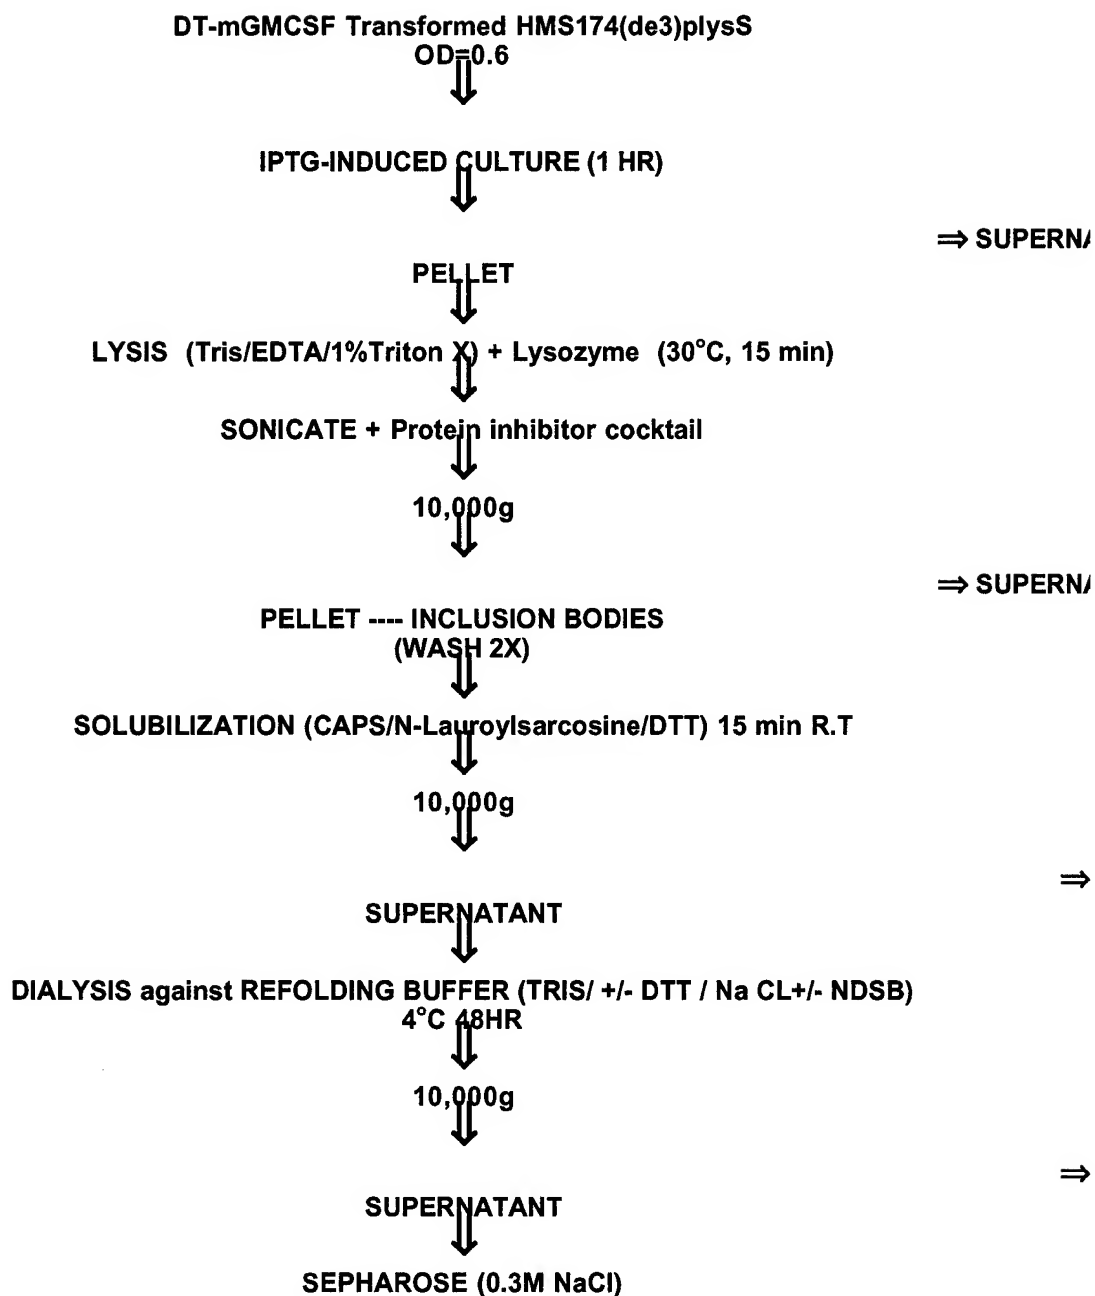 DT-mGMCSF Transformed HMS174(de3)plysS
OD=0.6
⇓
IPTG-INDUCED CULTURE (1 HR)
⇓
⇒ SUPERN
PELLET
⇓
LYSIS (Tris/EDTA/1%Triton X) + Lysozyme (30°C, 15 min)
⇓
SONICATE + Protein inhibitor cocktail
⇓
10,000g
⇓
⇒ SUPERN
PELLET ---- INCLUSION BODIES
(WASH 2X)
⇓
SOLUBILIZATION (CAPS/N-Lauroylsarcosine/DTT) 15 min R.T
⇓
10,000g
⇓
⇒
SUPERNATANT
⇓
DIALYSIS against REFOLDING BUFFER (TRIS/ +/- DTT / Na CL+/- NDSB)
4°C 48HR
⇓
10,000g
⇓
⇒
SUPERNATANT
⇓
SEPHAROSE (0.3M NaCl)